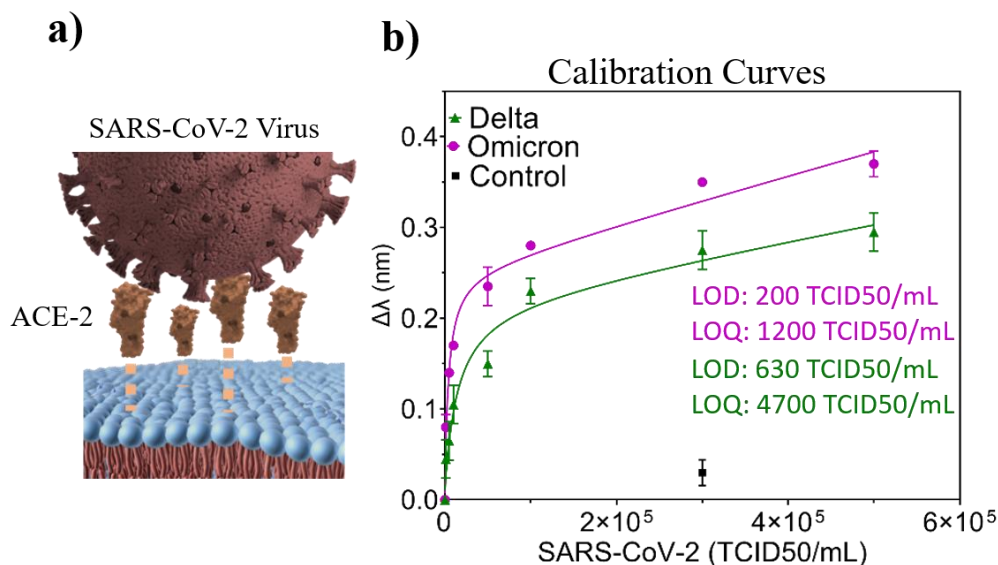 a)
SARS-CoV-2 Virus
ACE-2
b)
Calibration Curves
Delta
Omicron
Control
0.4
0.3
0.2
0.1
0.0
Δλ (nm)
LOD: 200 TCID50/mL
LOQ: 1200 TCID50/mL
LOD: 630 TCID50/mL
LOQ: 4700 TCID50/mL
0 2×10⁵ 4×10⁵ 6×10⁵
SARS-CoV-2 (TCID50/mL)